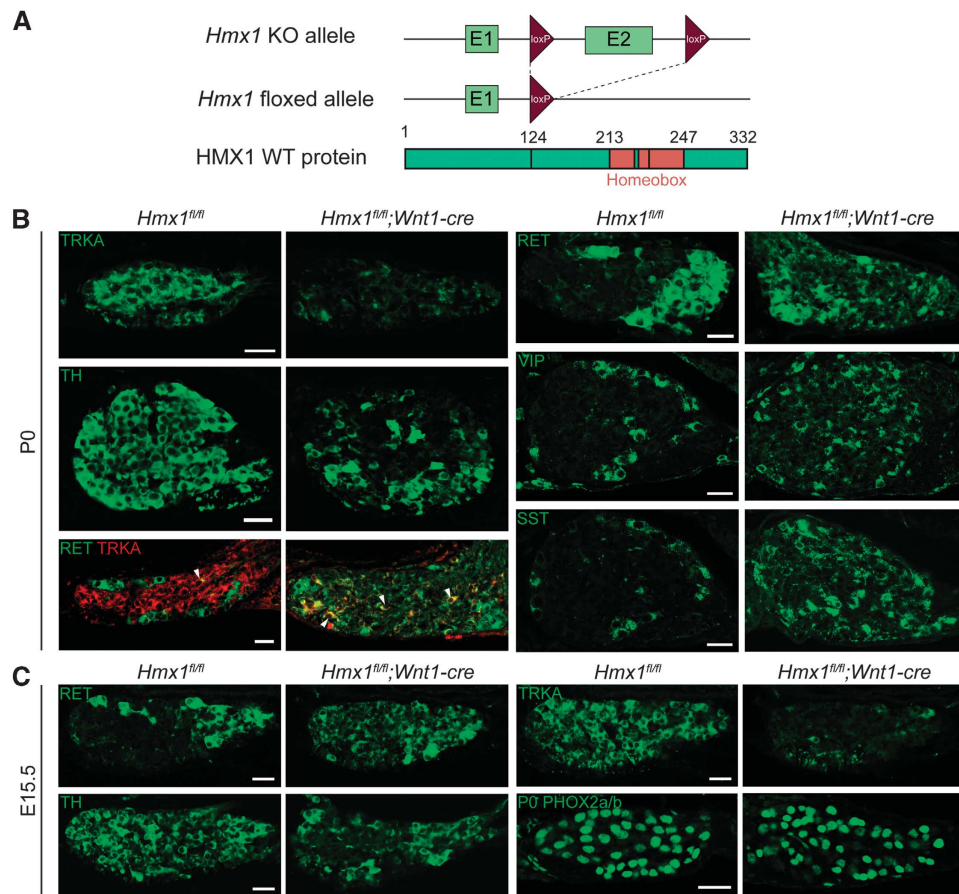 A
Hmx1 KO allele
E1
loxP
E2
loxP
Hmx1 floxed allele
E1
loxP
1
124
213
247
332
HMX1 WT protein
Homeobox
B
Hmx1fl/fl
Hmx1fl/fl;Wnt1-cre
Hmx1fl/fl
Hmx1fl/fl;Wnt1-cre
P0
TRKA
RET
TH
VIP
RET TRKA
SST
C
Hmx1fl/fl
Hmx1fl/fl;Wnt1-cre
Hmx1fl/fl
Hmx1fl/fl;Wnt1-cre
E15.5
RET
TRKA
TH
P0 PHOX2a/b